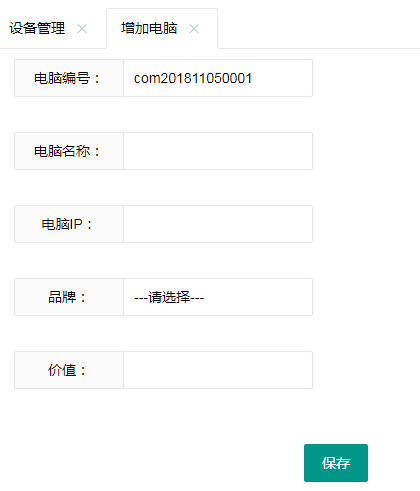 设备管理 增加电脑
电脑编号： com201811050001
电脑名称：
电脑IP：
品牌： ---请选择---
价值：
保存